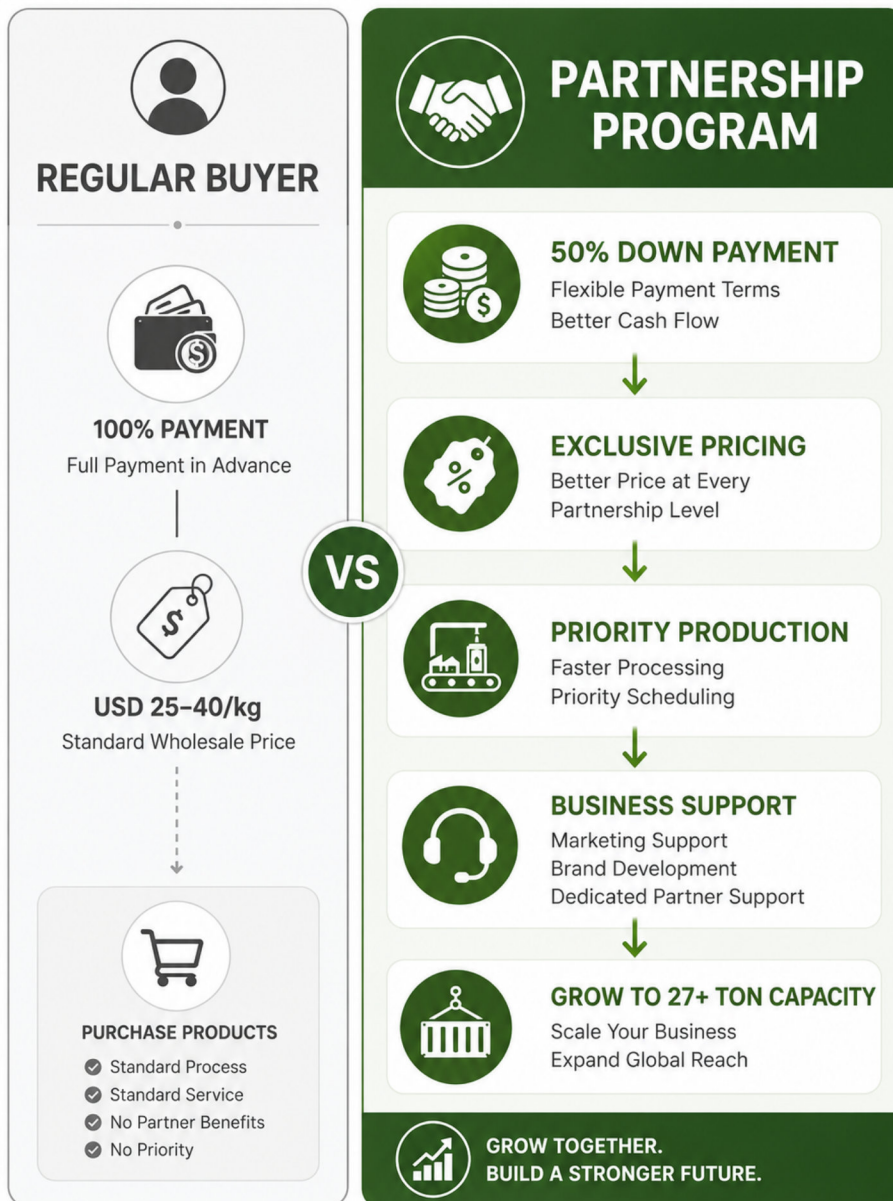 REGULAR BUYER
100% PAYMENT
Full Payment in Advance
USD 25–40/kg
Standard Wholesale Price
PURCHASE PRODUCTS
Standard Process
Standard Service
No Partner Benefits
No Priority
VS
PARTNERSHIP
PROGRAM
50% DOWN PAYMENT
Flexible Payment Terms
Better Cash Flow
EXCLUSIVE PRICING
Better Price at Every
Partnership Level
PRIORITY PRODUCTION
Faster Processing
Priority Scheduling
BUSINESS SUPPORT
Marketing Support
Brand Development
Dedicated Partner Support
GROW TO 27+ TON CAPACITY
Scale Your Business
Expand Global Reach
GROW TOGETHER.
BUILD A STRONGER FUTURE.